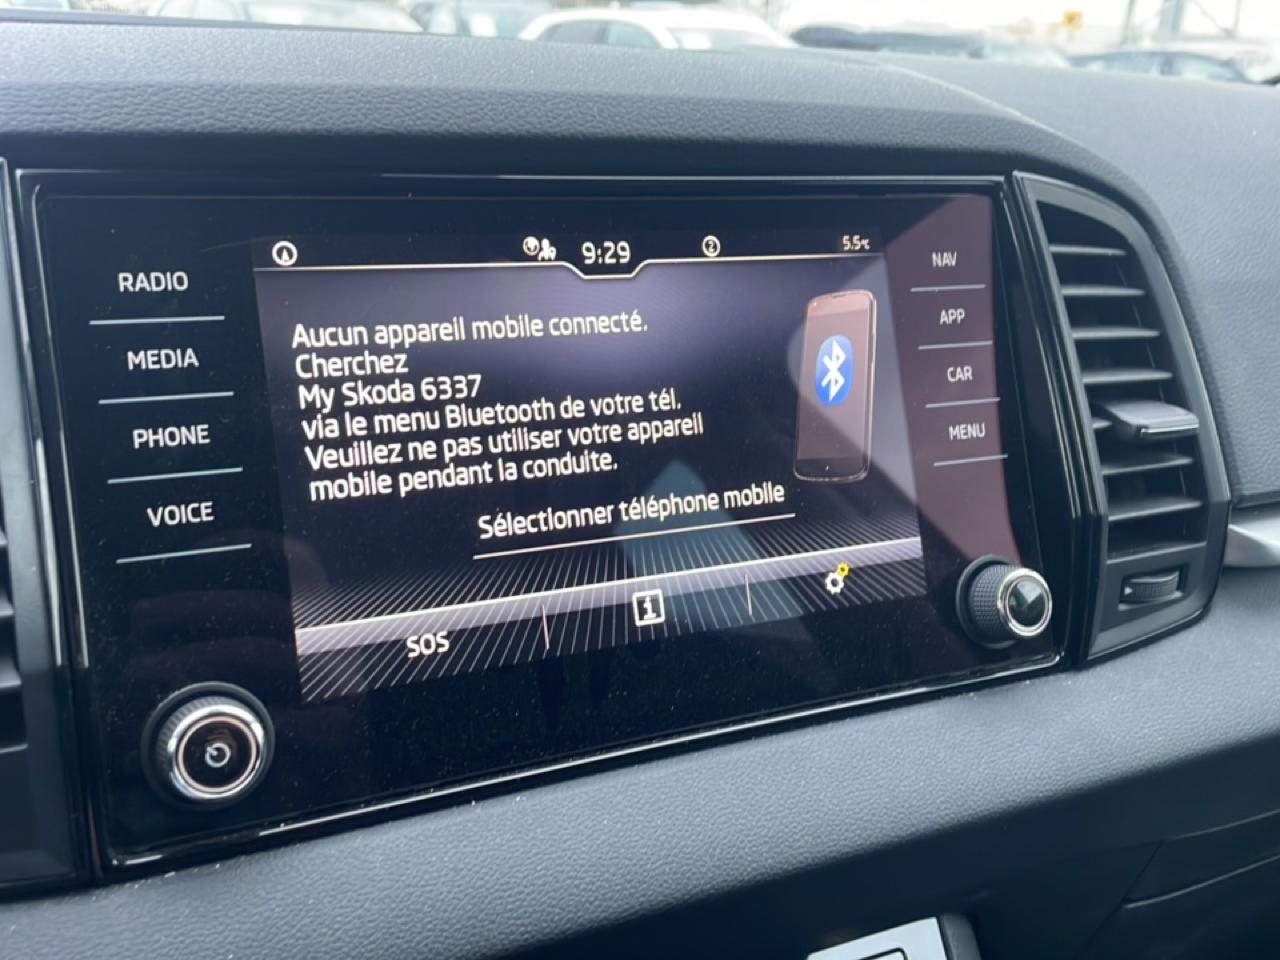 9:29
2
5.5°C
RADIO
MEDIA
PHONE
VOICE
Aucun appareil mobile connecté.
Cherchez
My Skoda 6337
via le menu Bluetooth de votre tél.
Veuillez ne pas utiliser votre appareil
mobile pendant la conduite.
Sélectionner téléphone mobile
SOS
i
NAV
APP
CAR
MENU